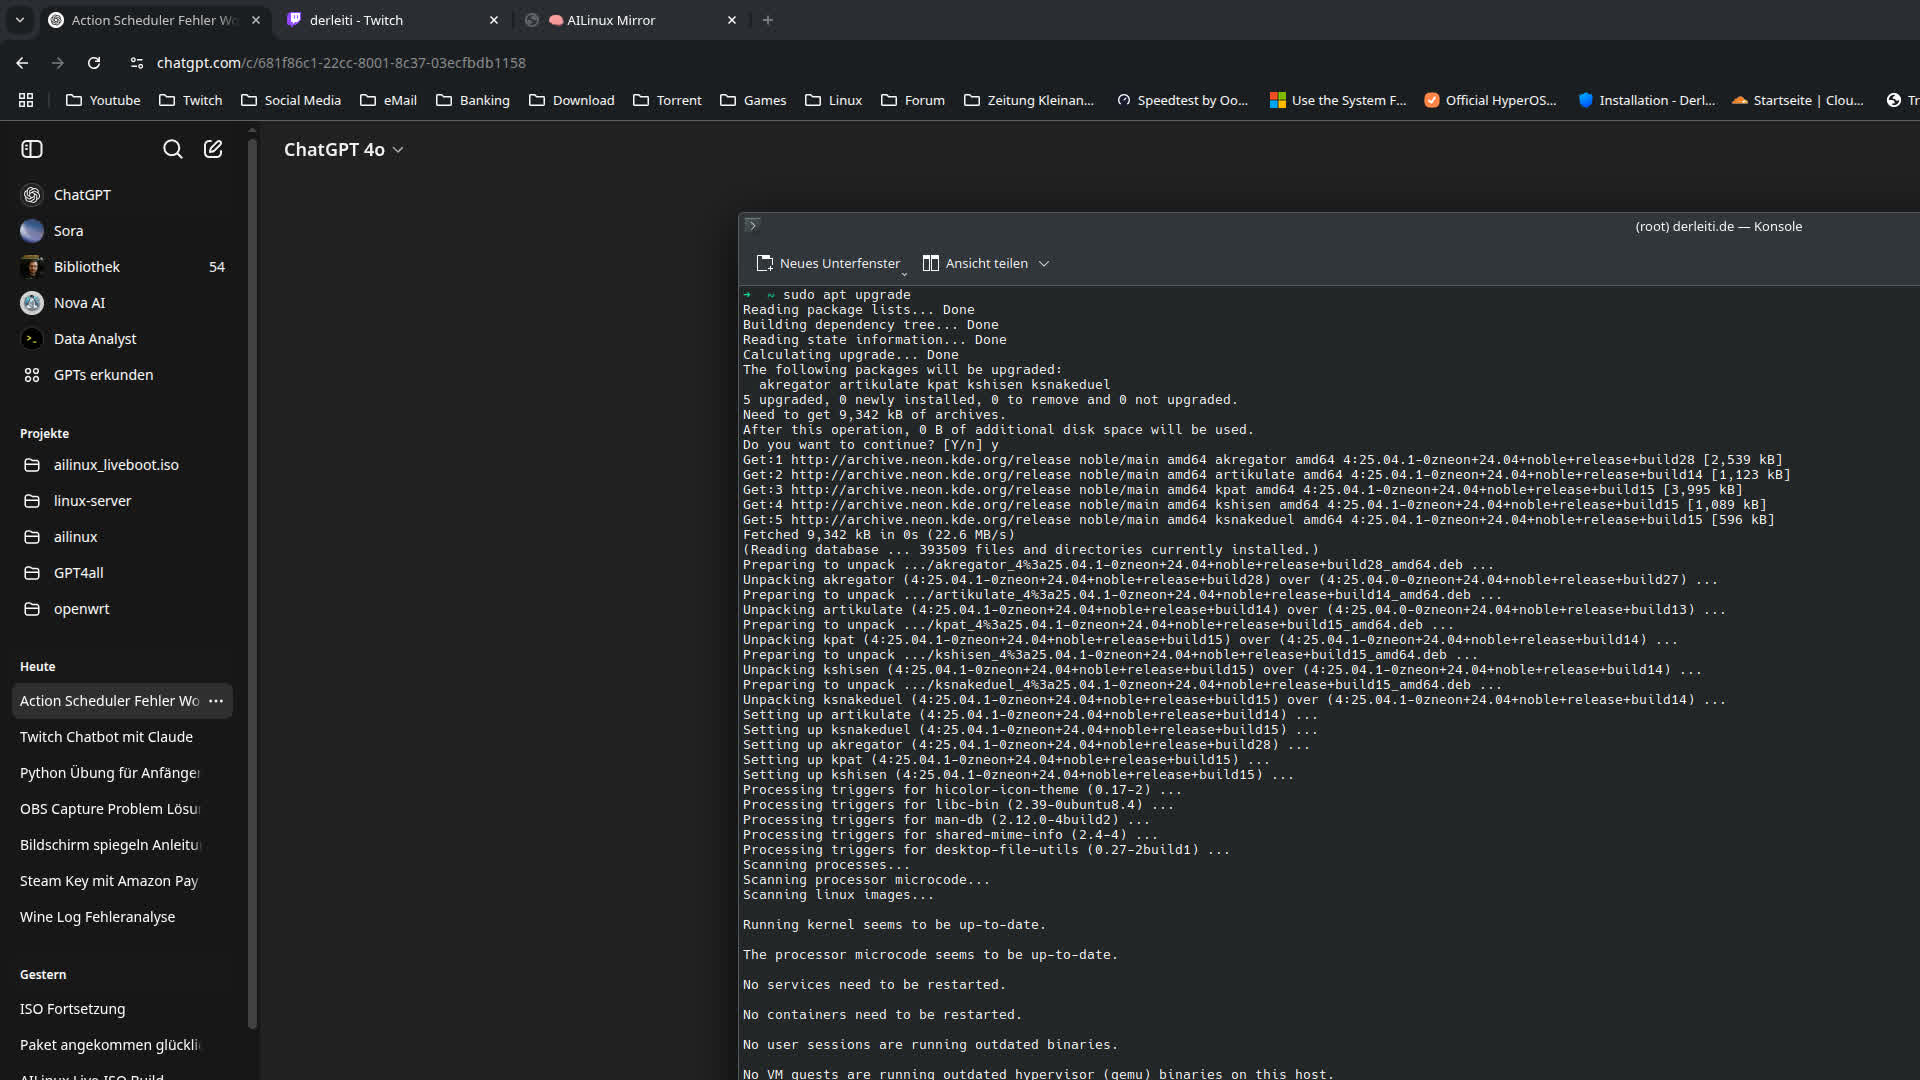 Action Scheduler Fehler Wo
derleiti - Twitch
AILinux Mirror
chatgpt.com/c/681f86c1-22cc-8001-8c37-03ecfbdb1158
Youtube
Twitch
Social Media
eMail
Banking
Download
Torrent
Games
Linux
Forum
Zeitung Kleinan...
Speedtest by Oo...
Use the System F...
Official HyperOS...
Installation - Derl...
Startseite | Clou...
Tr
ChatGPT 4o
ChatGPT
Sora
Bibliothek 54
Nova AI
Data Analyst
GPTs erkunden
Projekte
ailinux_liveboot.iso
linux-server
ailinux
GPT4all
openwrt
Heute
Action Scheduler Fehler Wo
Twitch Chatbot mit Claude
Python Übung für Anfänger
OBS Capture Problem Lösu
Bildschirm spiegeln Anleitu
Steam Key mit Amazon Pay
Wine Log Fehleranalyse
Gestern
ISO Fortsetzung
Paket angekommen glückli
AILinux Live ISO Build
(root) derleiti.de — Konsole
Neues Unterfenster
Ansicht teilen
➜ ~ sudo apt upgrade
Reading package lists... Done
Building dependency tree... Done
Reading state information... Done
Calculating upgrade... Done
The following packages will be upgraded:
akregator artikulate kpat kshisen ksnakeduel
5 upgraded, 0 newly installed, 0 to remove and 0 not upgraded.
Need to get 9,342 kB of archives.
After this operation, 0 B of additional disk space will be used.
Do you want to continue? [Y/n] y
Get:1 http://archive.neon.kde.org/release noble/main amd64 akregator amd64 4:25.04.1-0zneon+24.04+noble+release+build28 [2,539 kB]
Get:2 http://archive.neon.kde.org/release noble/main amd64 artikulate amd64 4:25.04.1-0zneon+24.04+noble+release+build14 [1,123 kB]
Get:3 http://archive.neon.kde.org/release noble/main amd64 kpat amd64 4:25.04.1-0zneon+24.04+noble+release+build15 [3,995 kB]
Get:4 http://archive.neon.kde.org/release noble/main amd64 kshisen amd64 4:25.04.1-0zneon+24.04+noble+release+build15 [1,089 kB]
Get:5 http://archive.neon.kde.org/release noble/main amd64 ksnakeduel amd64 4:25.04.1-0zneon+24.04+noble+release+build15 [596 kB]
Fetched 9,342 kB in 0s (22.6 MB/s)
(Reading database ... 393509 files and directories currently installed.)
Preparing to unpack .../akregator_4%3a25.04.1-0zneon+24.04+noble+release+build28_amd64.deb ...
Unpacking akregator (4:25.04.1-0zneon+24.04+noble+release+build28) over (4:25.04.0-0zneon+24.04+noble+release+build27) ...
Preparing to unpack .../artikulate_4%3a25.04.1-0zneon+24.04+noble+release+build14_amd64.deb ...
Unpacking artikulate (4:25.04.1-0zneon+24.04+noble+release+build14) over (4:25.04.0-0zneon+24.04+noble+release+build13) ...
Preparing to unpack .../kpat_4%3a25.04.1-0zneon+24.04+noble+release+build15_amd64.deb ...
Unpacking kpat (4:25.04.1-0zneon+24.04+noble+release+build15) over (4:25.04.0-0zneon+24.04+noble+release+build14) ...
Preparing to unpack .../kshisen_4%3a25.04.1-0zneon+24.04+noble+release+build15_amd64.deb ...
Unpacking kshisen (4:25.04.1-0zneon+24.04+noble+release+build15) over (4:25.04.0-0zneon+24.04+noble+release+build14) ...
Preparing to unpack .../ksnakeduel_4%3a25.04.1-0zneon+24.04+noble+release+build15_amd64.deb ...
Unpacking ksnakeduel (4:25.04.1-0zneon+24.04+noble+release+build15) over (4:25.04.0-0zneon+24.04+noble+release+build14) ...
Setting up artikulate (4:25.04.1-0zneon+24.04+noble+release+build14) ...
Setting up ksnakeduel (4:25.04.1-0zneon+24.04+noble+release+build15) ...
Setting up akregator (4:25.04.1-0zneon+24.04+noble+release+build28) ...
Setting up kpat (4:25.04.1-0zneon+24.04+noble+release+build15) ...
Setting up kshisen (4:25.04.1-0zneon+24.04+noble+release+build15) ...
Processing triggers for hicolor-icon-theme (0.17-2) ...
Processing triggers for libc-bin (2.39-0ubuntu8.4) ...
Processing triggers for man-db (2.12.0-4build2) ...
Processing triggers for shared-mime-info (2.4-4) ...
Processing triggers for desktop-file-utils (0.27-2build1) ...
Scanning processes...
Scanning processor microcode...
Scanning linux images...
Running kernel seems to be up-to-date.
The processor microcode seems to be up-to-date.
No services need to be restarted.
No containers need to be restarted.
No user sessions are running outdated binaries.
No VM guests are running outdated hypervisor (qemu) binaries on this host.